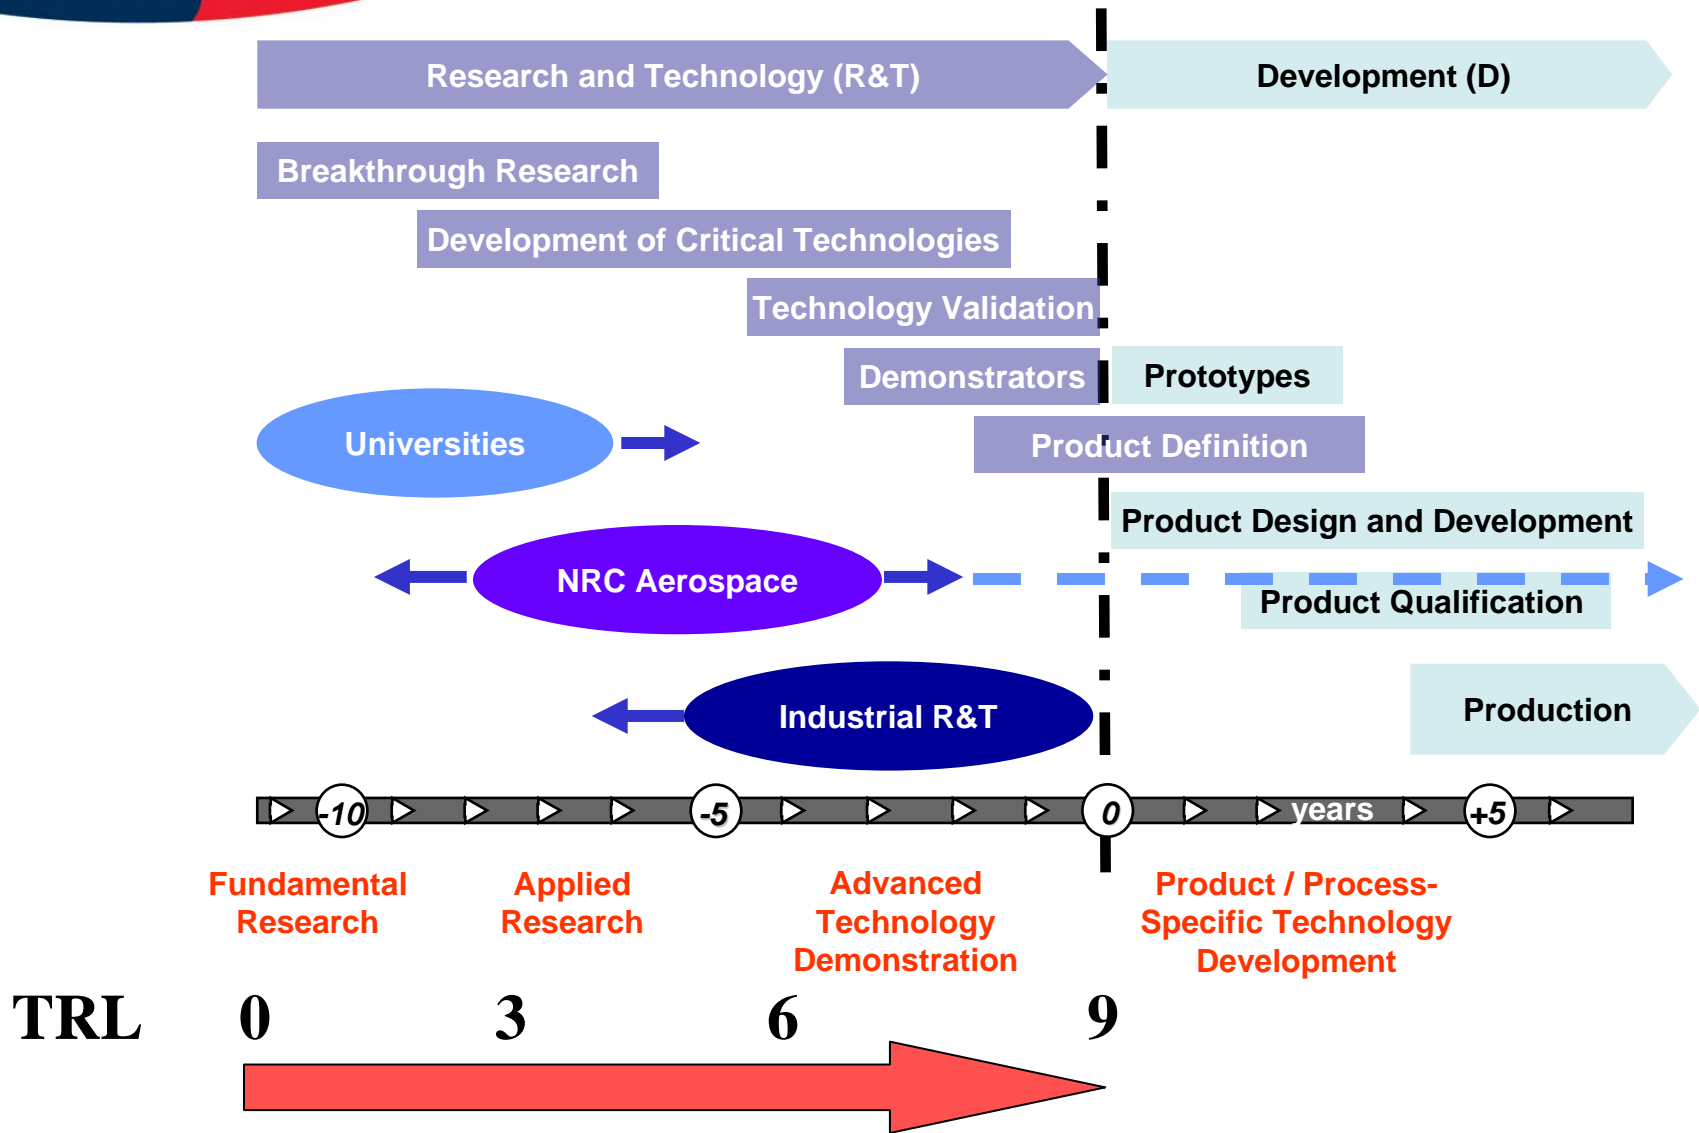 Research and Technology (R&T)
Development (D)
Breakthrough Research
Development of Critical Technologies
Technology Validation
Demonstrators
Prototypes
Universities
Product Definition
Product Design and Development
NRC Aerospace
Product Qualification
Industrial R&T
Production
-10
-5
0
years
+5
Fundamental
Research
Applied
Research
Advanced
Technology
Demonstration
Product / Process-
Specific Technology
Development
TRL 0 3 6 9